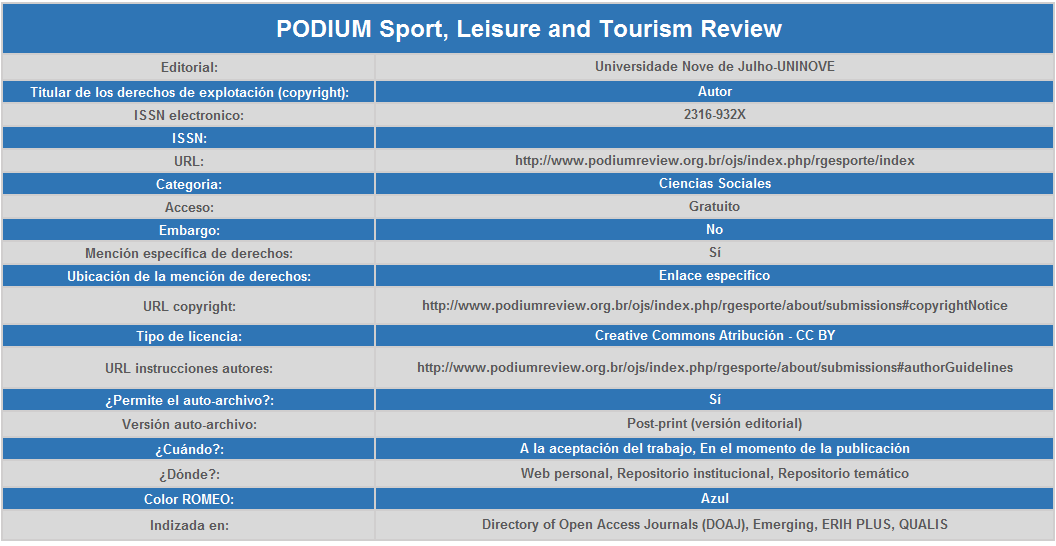 PODIUM Sport, Leisure and Tourism Review
Editorial: Universidade Nove de Julho-UNINOVE
Titular de los derechos de explotación (copyright): Autor
ISSN electronico: 2316-932X
ISSN:
URL: http://www.podiumreview.org.br/ojs/index.php/rgesporte/index
Categoria: Ciencias Sociales
Acceso: Gratuito
Embargo: No
Mención específica de derechos: Sí
Ubicación de la mención de derechos: Enlace especifico
URL copyright: http://www.podiumreview.org.br/ojs/index.php/rgesporte/about/submissions#copyrightNotice
Tipo de licencia: Creative Commons Atribución - CC BY
URL instrucciones autores: http://www.podiumreview.org.br/ojs/index.php/rgesporte/about/submissions#authorGuidelines
¿Permite el auto-archivo?: Sí
Versión auto-archivo: Post-print (versión editorial)
¿Cuándo?: A la aceptación del trabajo, En el momento de la publicación
¿Dónde?: Web personal, Repositorio institucional, Repositorio temático
Color ROMEO: Azul
Indizada en: Directory of Open Access Journals (DOAJ), Emerging, ERIH PLUS, QUALIS